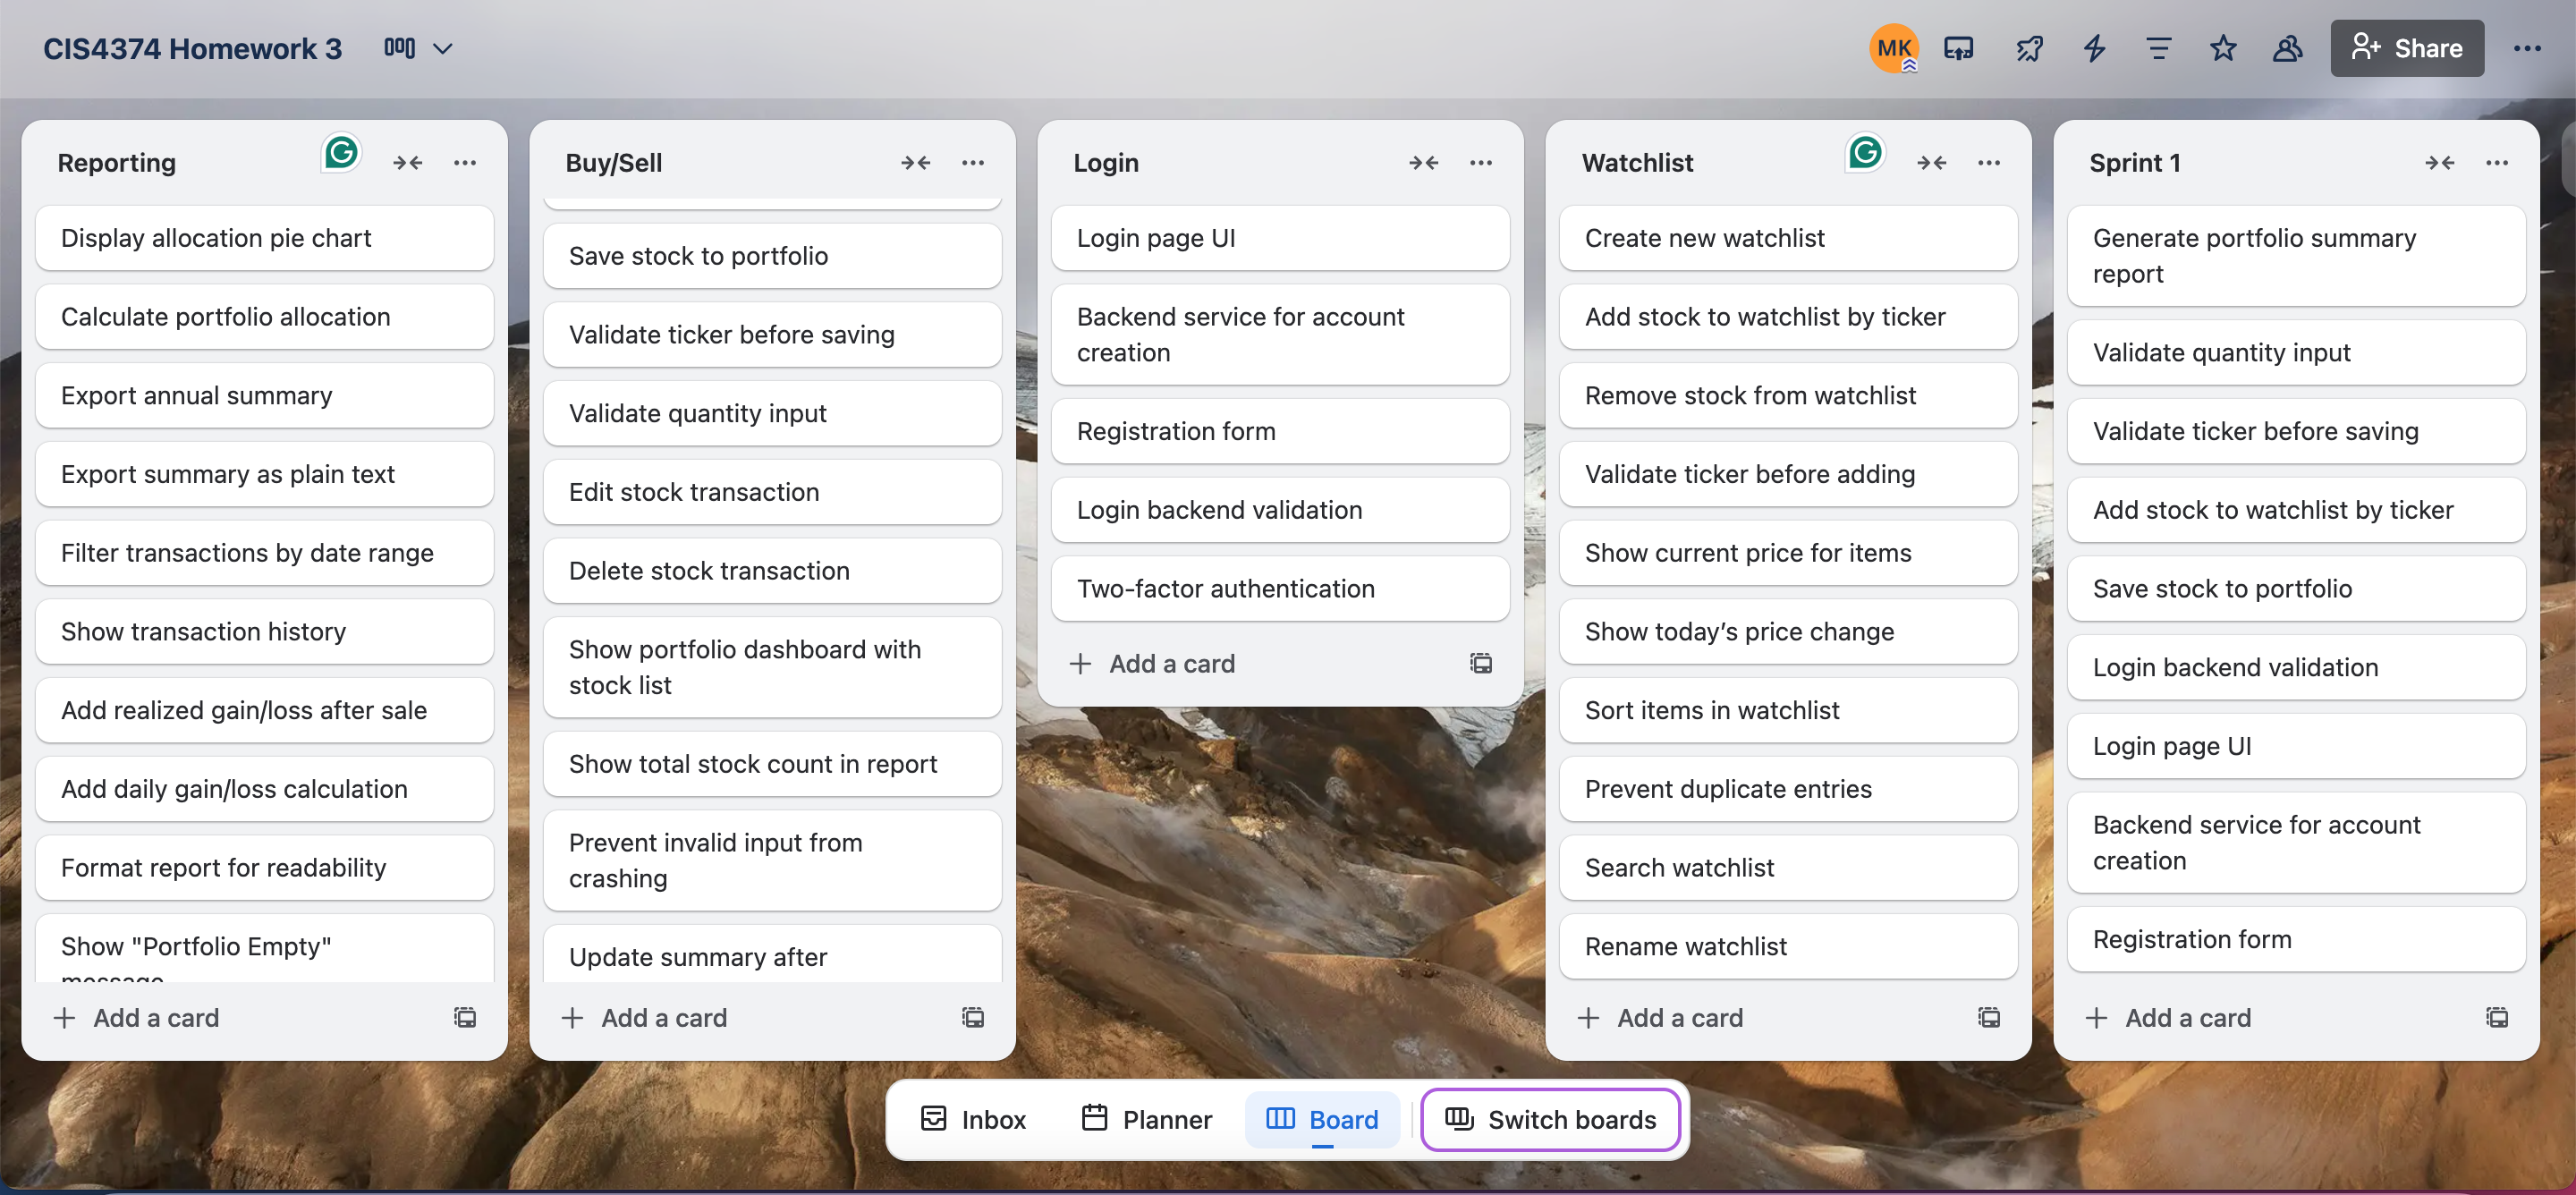 CIS4374 Homework 3
MK
Share
Reporting
Display allocation pie chart
Calculate portfolio allocation
Export annual summary
Export summary as plain text
Filter transactions by date range
Show transaction history
Add realized gain/loss after sale
Add daily gain/loss calculation
Format report for readability
Show "Portfolio Empty"
message
Add a card
Buy/Sell
Save stock to portfolio
Validate ticker before saving
Validate quantity input
Edit stock transaction
Delete stock transaction
Show portfolio dashboard with
stock list
Show total stock count in report
Prevent invalid input from
crashing
Update summary after
Add a card
Login
Login page UI
Backend service for account
creation
Registration form
Login backend validation
Two-factor authentication
Add a card
Watchlist
Create new watchlist
Add stock to watchlist by ticker
Remove stock from watchlist
Validate ticker before adding
Show current price for items
Show today’s price change
Sort items in watchlist
Prevent duplicate entries
Search watchlist
Rename watchlist
Add a card
Sprint 1
Generate portfolio summary
report
Validate quantity input
Validate ticker before saving
Add stock to watchlist by ticker
Save stock to portfolio
Login backend validation
Login page UI
Backend service for account
creation
Registration form
Add a card
Inbox
Planner
Board
Switch boards